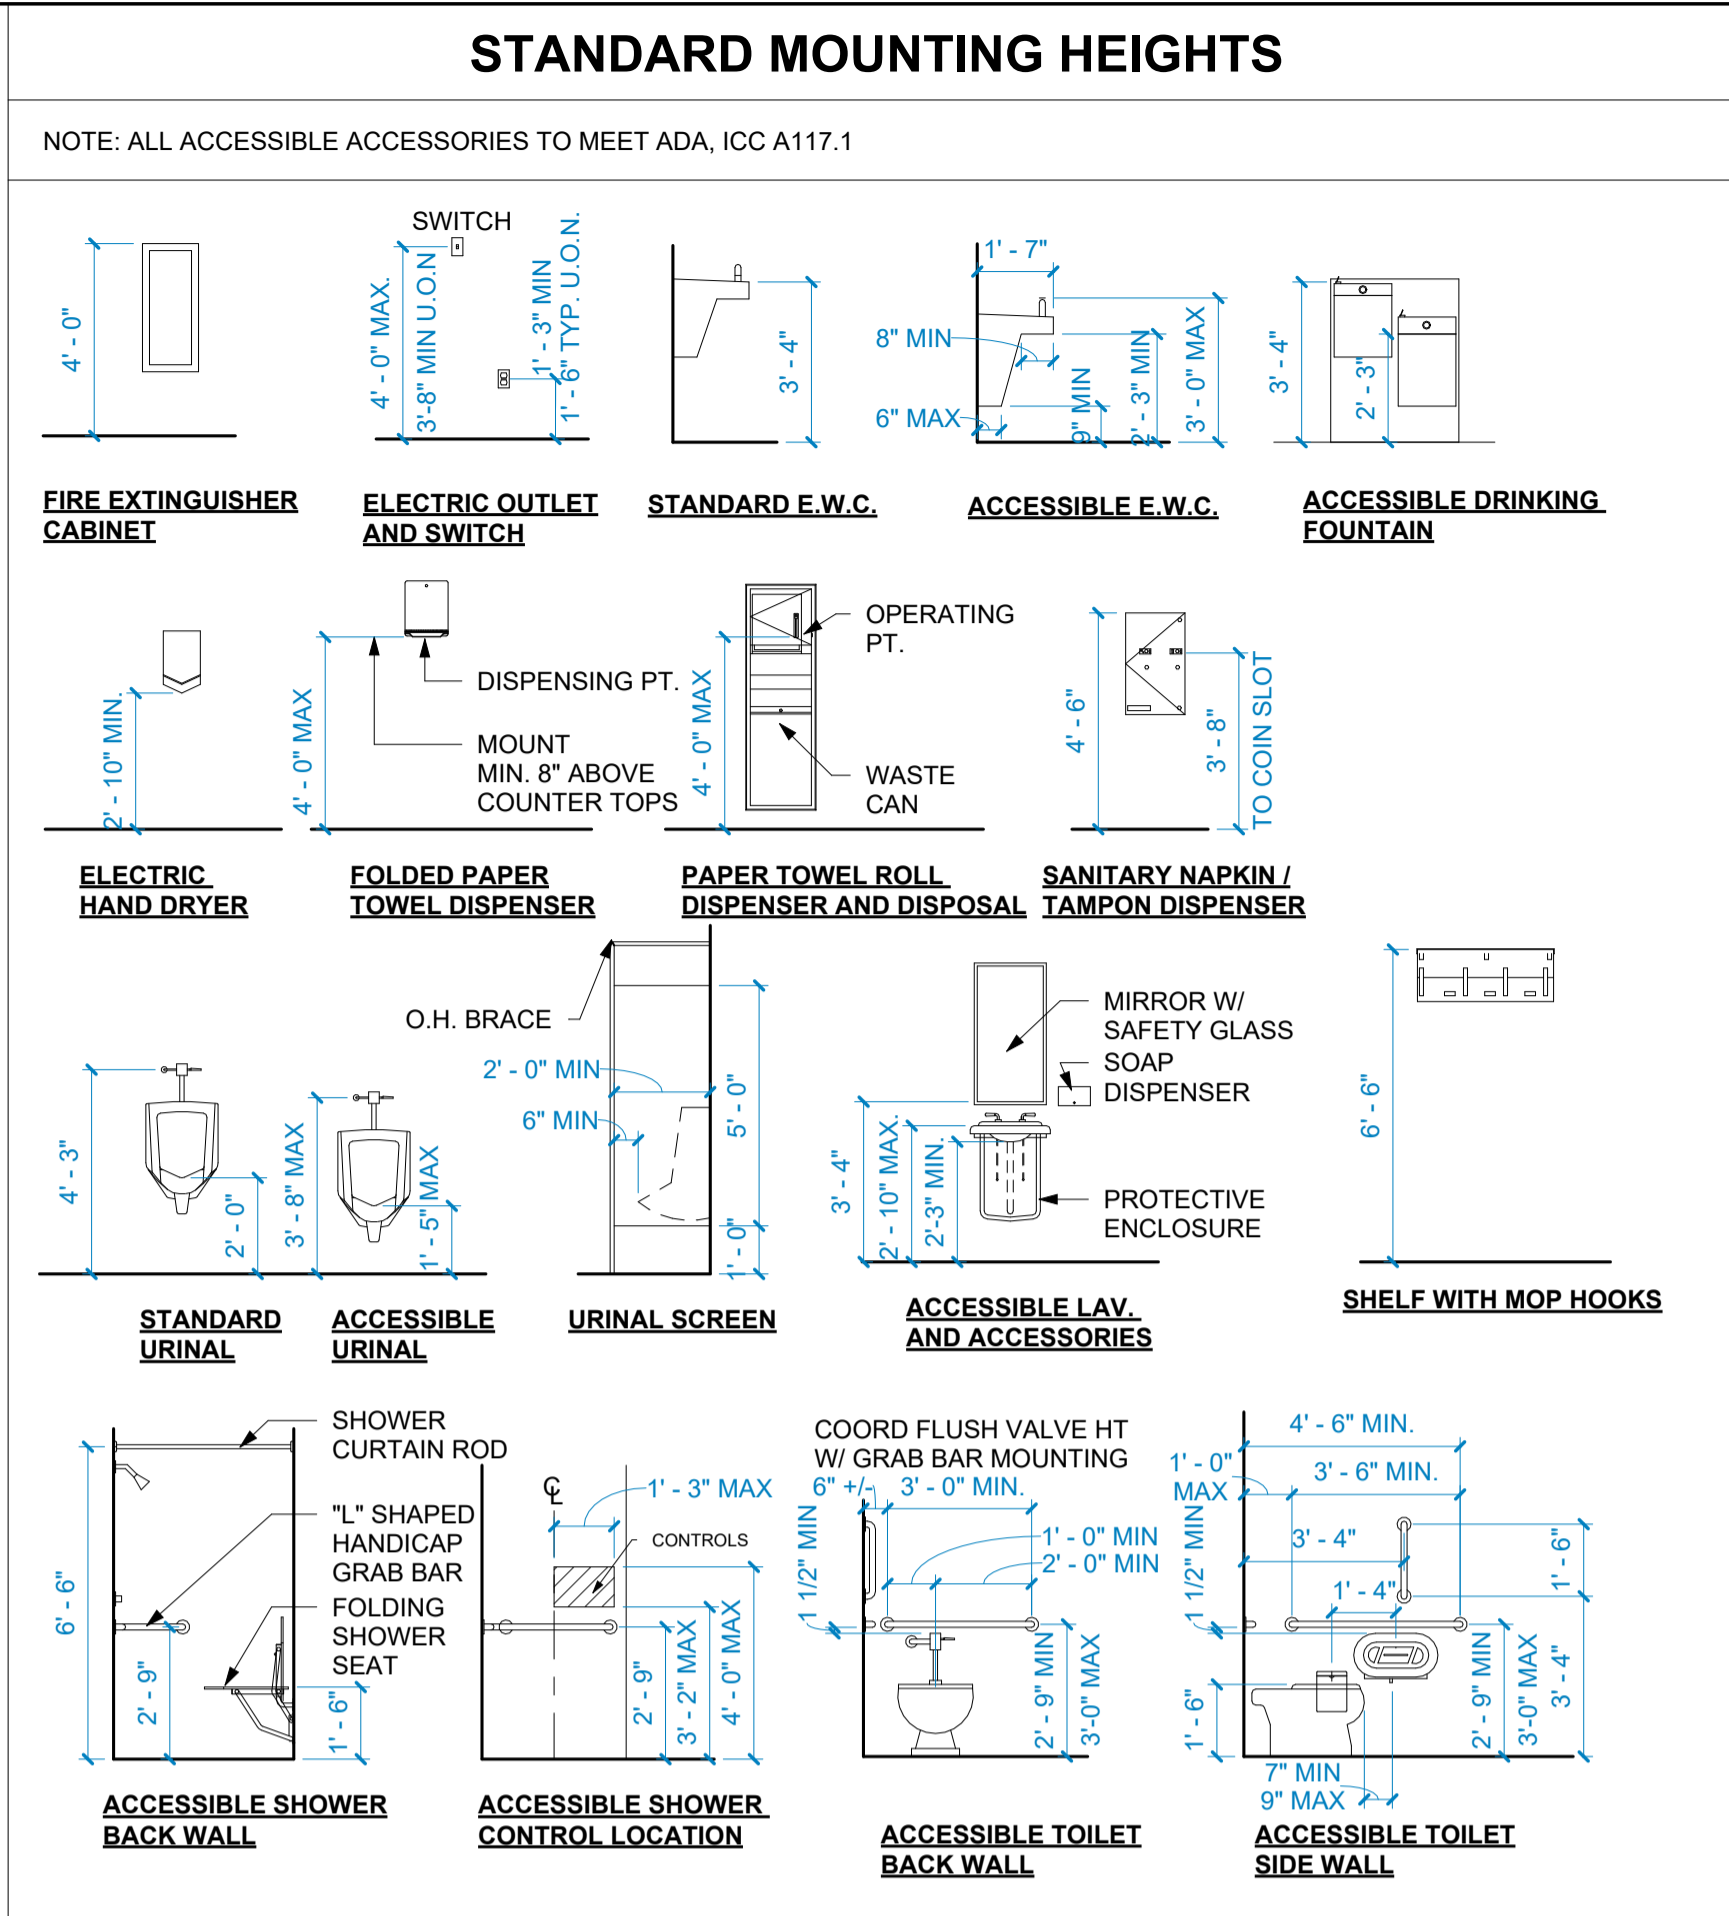 STANDARD MOUNTING HEIGHTS
NOTE: ALL ACCESSIBLE ACCESSORIES TO MEET ADA, ICC A117.1
4' - 0"
FIRE EXTINGUISHER
CABINET
SWITCH
4' - 0" MAX.
3'-8" MIN U.O.N
1' - 3" MIN
1' - 6" TYP. U.O.N.
ELECTRIC OUTLET
AND SWITCH
3' - 4"
STANDARD E.W.C.
1' - 7"
8" MIN
6" MAX
9" MIN
2' - 3" MIN
3' - 0" MAX
ACCESSIBLE E.W.C.
3' - 4"
2' - 3"
ACCESSIBLE DRINKING
FOUNTAIN
2' - 10" MIN.
ELECTRIC
HAND DRYER
4' - 0" MAX
DISPENSING PT.
MOUNT
MIN. 8" ABOVE
COUNTER TOPS
FOLDED PAPER
TOWEL DISPENSER
4' - 0" MAX
OPERATING
PT.
WASTE
CAN
PAPER TOWEL ROLL
DISPENSER AND DISPOSAL
4' - 6"
3' - 8"
TO COIN SLOT
SANITARY NAPKIN /
TAMPON DISPENSER
4' - 3"
2' - 0"
STANDARD
URINAL
3' - 8" MAX
1' - 5" MAX
ACCESSIBLE
URINAL
O.H. BRACE
2' - 0" MIN
6" MIN
5' - 0"
1' - 0"
URINAL SCREEN
MIRROR W/
SAFETY GLASS
SOAP
DISPENSER
3' - 4"
2' - 10" MAX.
2'-3" MIN.
PROTECTIVE
ENCLOSURE
ACCESSIBLE LAV.
AND ACCESSORIES
6' - 6"
SHELF WITH MOP HOOKS
SHOWER
CURTAIN ROD
"L" SHAPED
HANDICAP
GRAB BAR
FOLDING
SHOWER
SEAT
6' - 6"
2' - 9"
1' - 6"
ACCESSIBLE SHOWER
BACK WALL
℄
1' - 3" MAX
CONTROLS
2' - 9"
3' - 2" MAX
4' - 0" MAX
ACCESSIBLE SHOWER
CONTROL LOCATION
COORD FLUSH VALVE HT
W/ GRAB BAR MOUNTING
6" +/-
3' - 0" MIN.
1 1/2" MIN
1' - 0" MIN
2' - 0" MIN
2' - 9" MIN
3'-0" MAX
ACCESSIBLE TOILET
BACK WALL
4' - 6" MIN.
1' - 0"
MAX
3' - 6" MIN.
1 1/2" MIN
3' - 4"
1' - 6"
1' - 4"
1' - 6"
2' - 9" MIN
3'-0" MAX
3' - 4"
7" MIN
9" MAX
ACCESSIBLE TOILET
SIDE WALL